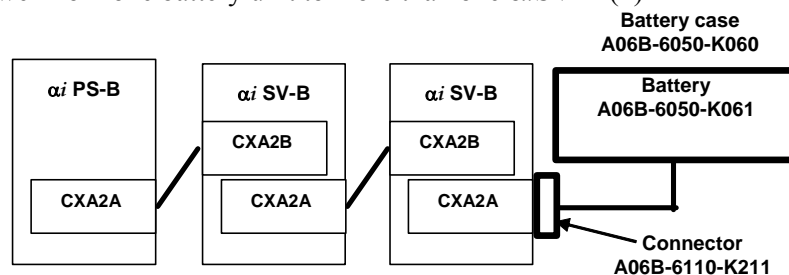 Battery case
A06B-6050-K060
αi PS-B
αi SV-B
αi SV-B
Battery
A06B-6050-K061
CXA2B
CXA2B
CXA2A
CXA2A
CXA2A
Connector
A06B-6110-K211